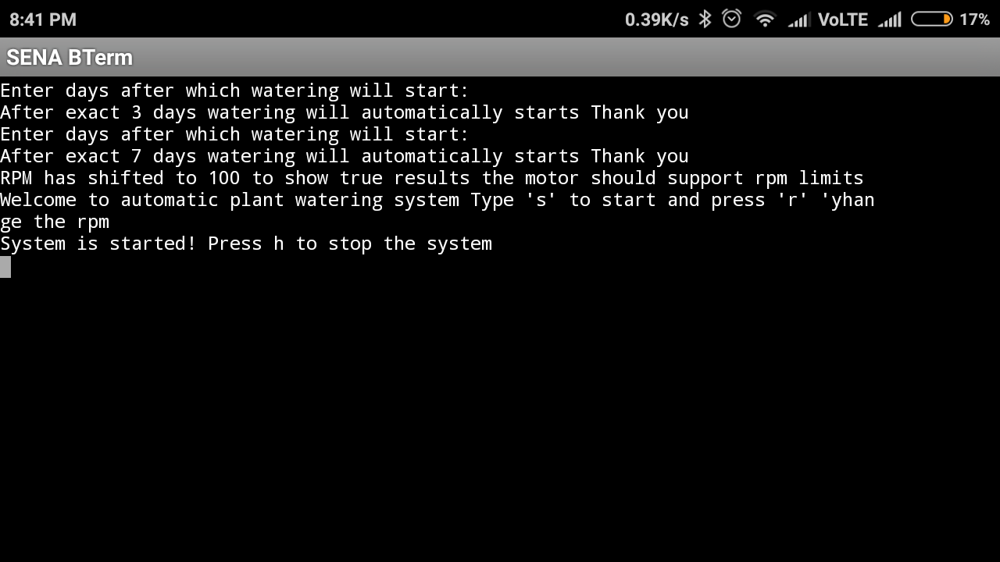 8:41 PM 0.39K/s VoLTE 17%
SENA BTerm
Enter days after which watering will start:
After exact 3 days watering will automatically starts Thank you
Enter days after which watering will start:
After exact 7 days watering will automatically starts Thank you
RPM has shifted to 100 to show true results the motor should support rpm limits
Welcome to automatic plant watering system Type 's' to start and press 'r' 'yhan
ge the rpm
System is started! Press h to stop the system